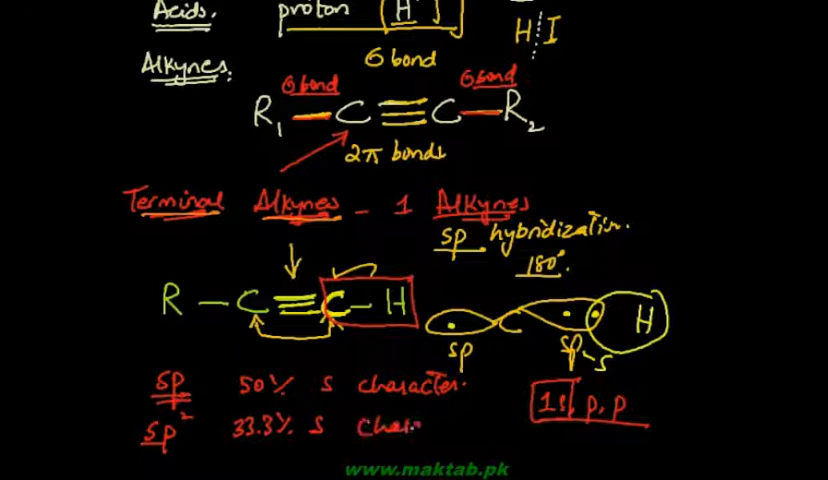 Acids. proton H
H I
σ bond
Alkynes.
σ bond σ bond
R₁ — C ≡ C — R₂
2π bonds
Terminal Alkynes - 1 Alkynes
sp hybridization.
180°.
R — C ≡ C — H C H
sp sp - s
sp 50% s character.
1s, p, p
sp² 33.3% s char
www.maktab.pk